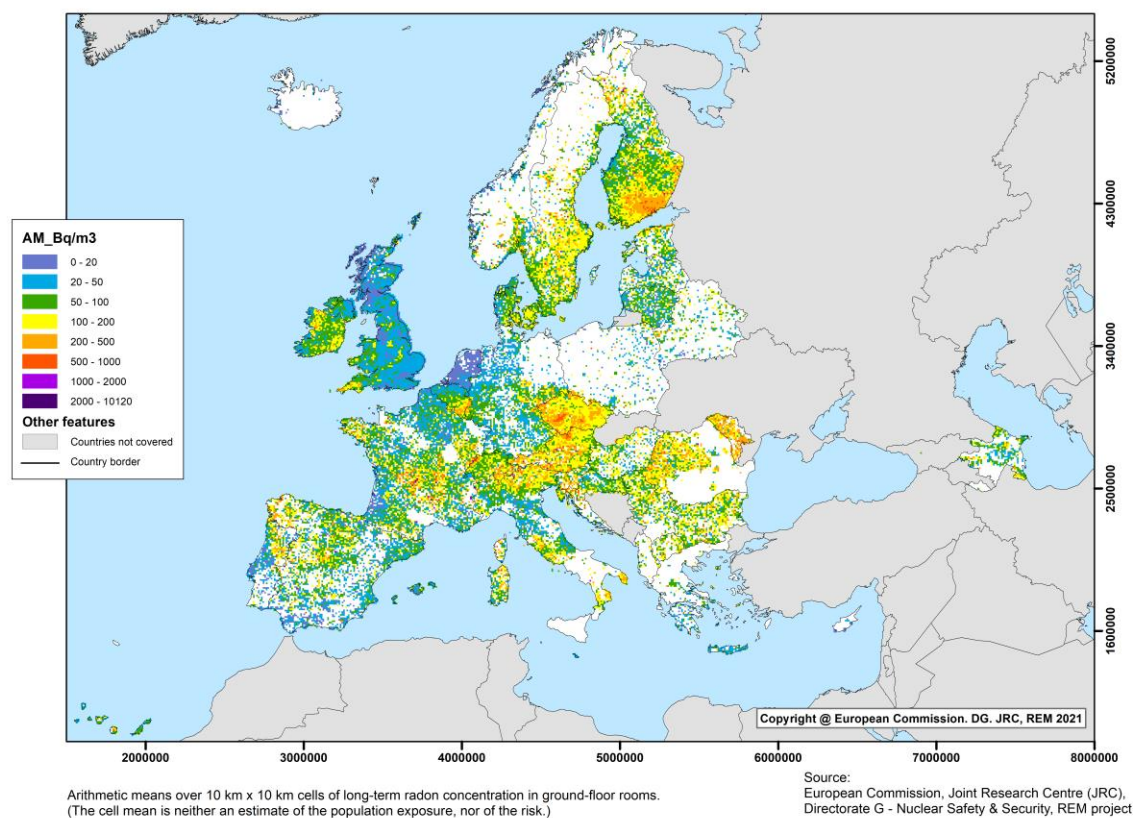 AM_Bq/m3
0 - 20
20 - 50
50 - 100
100 - 200
200 - 500
500 - 1000
1000 - 2000
2000 - 10120
Other features
Countries not covered
Country border
5200000
4300000
3400000
2500000
1600000
Copyright @ European Commission. DG. JRC, REM 2021
2000000 3000000 4000000 5000000 6000000 7000000 8000000
Arithmetic means over 10 km x 10 km cells of long-term radon concentration in ground-floor rooms.
(The cell mean is neither an estimate of the population exposure, nor of the risk.)
Source:
European Commission, Joint Research Centre (JRC),
Directorate G - Nuclear Safety & Security, REM project